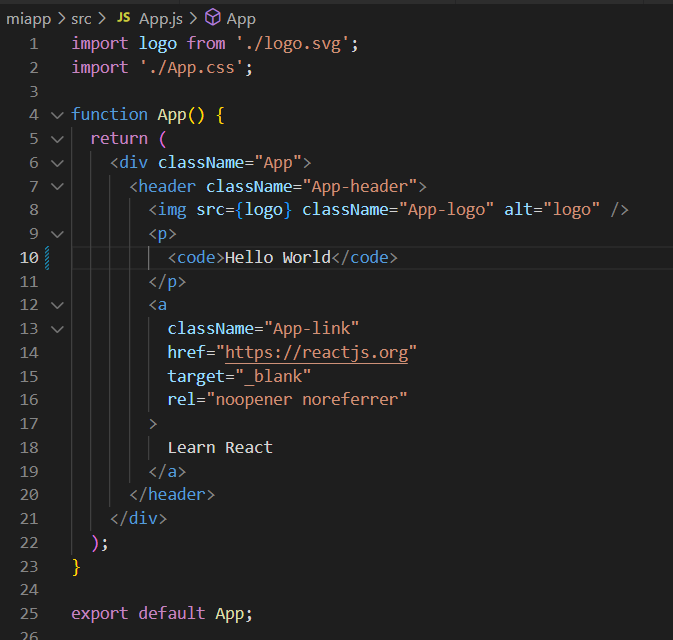 miapp > src > JS App.js > App
1 import logo from './logo.svg';
2 import './App.css';
3
4 function App() {
5   return (
6     <div className="App">
7       <header className="App-header">
8         <img src={logo} className="App-logo" alt="logo" />
9         <p>
10           <code>Hello World</code>
11         </p>
12         <a
13           className="App-link"
14           href="https://reactjs.org"
15           target="_blank"
16           rel="noopener noreferrer"
17         >
18           Learn React
19         </a>
20       </header>
21     </div>
22   );
23 }
24
25 export default App;
26